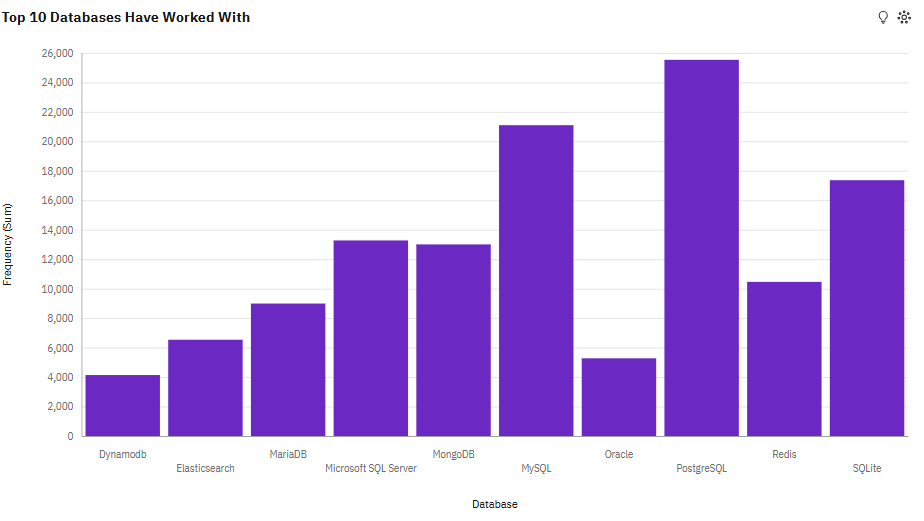 Top 10 Databases Have Worked With
26,000
24,000
22,000
20,000
18,000
16,000
14,000
12,000
10,000
8,000
6,000
4,000
2,000
0
Frequency (Sum)
Dynamodb
Elasticsearch
MariaDB
Microsoft SQL Server
MongoDB
MySQL
Oracle
PostgreSQL
Redis
SQLite
Database